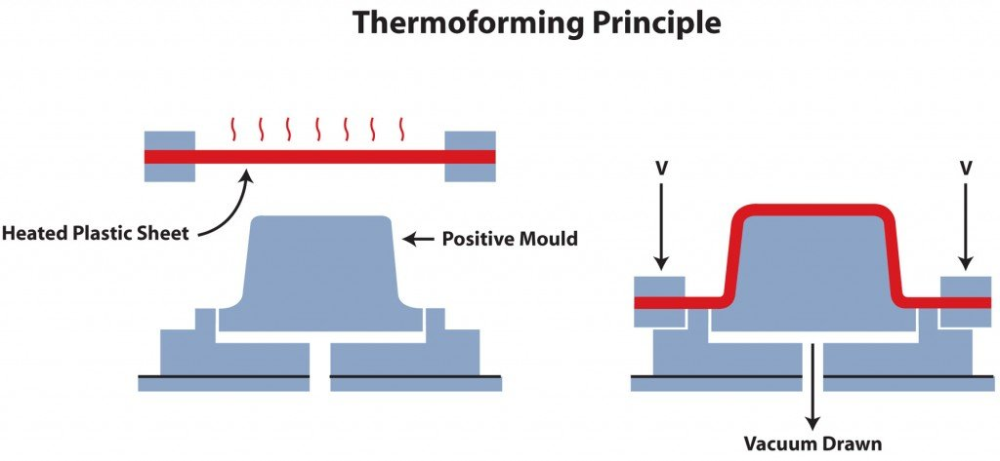 Thermoforming Principle
Heated Plastic Sheet
Positive Mould
V
V
Vacuum Drawn